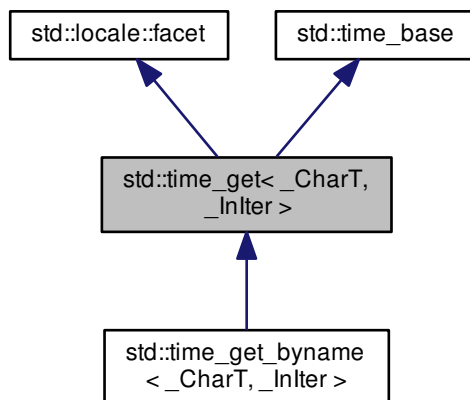 std::locale::facet
std::time_base
std::time_get< _CharT,
_InIter >
std::time_get_byname
< _CharT, _InIter >